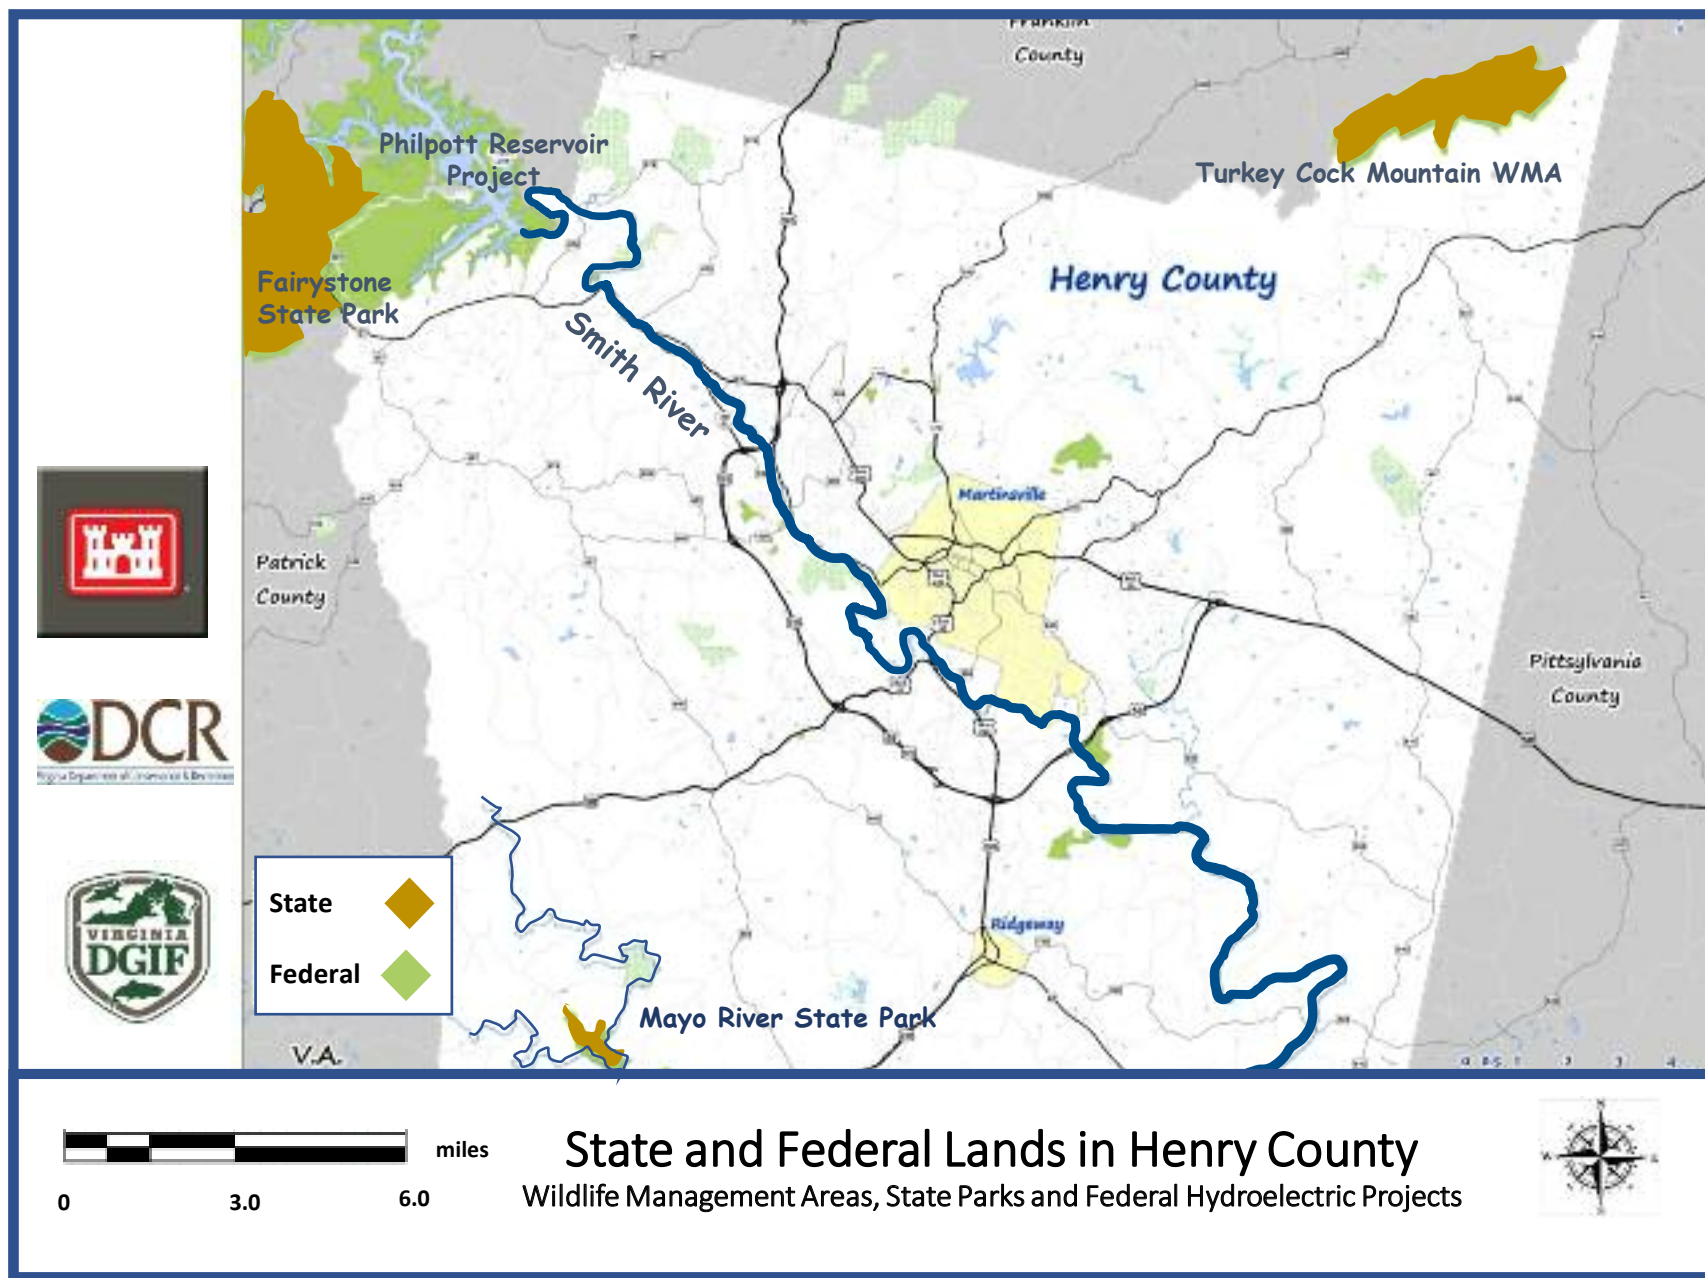 Franklin
County
Philpott Reservoir
Project
Turkey Cock Mountain WMA
Henry County
Fairystone
State Park
Smith River
Martinsville
Patrick
County
Pittsylvania
County
DCR
State
Federal
VIRGINIA
DGIF
Ridgeway
Mayo River State Park
V.A.
miles
0
3.0
6.0
State and Federal Lands in Henry County
Wildlife Management Areas, State Parks and Federal Hydroelectric Projects